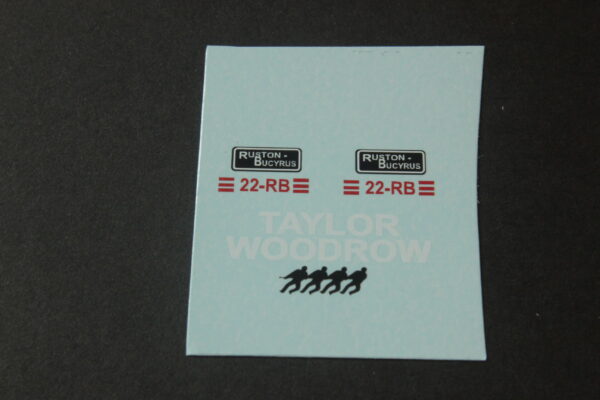 RUSTON -
BUCYRUS
22-RB
RUSTON -
BUCYRUS
22-RB
TAYLOR
WOODROW